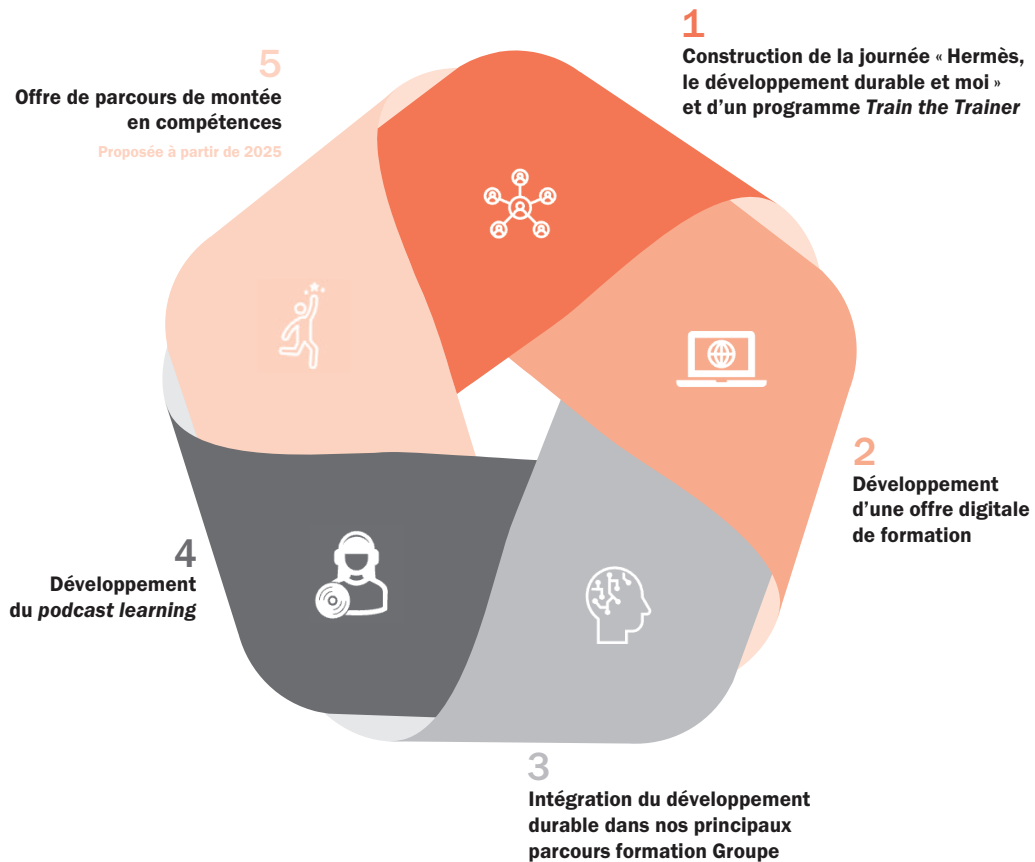 1
Construction de la journée « Hermès,
le développement durable et moi »
et d'un programme Train the Trainer
2
Développement
d'une offre digitale
de formation
3
Intégration du développement
durable dans nos principaux
parcours formation Groupe
4
Développement
du podcast learning
5
Offre de parcours de montée
en compétences
Proposée à partir de 2025